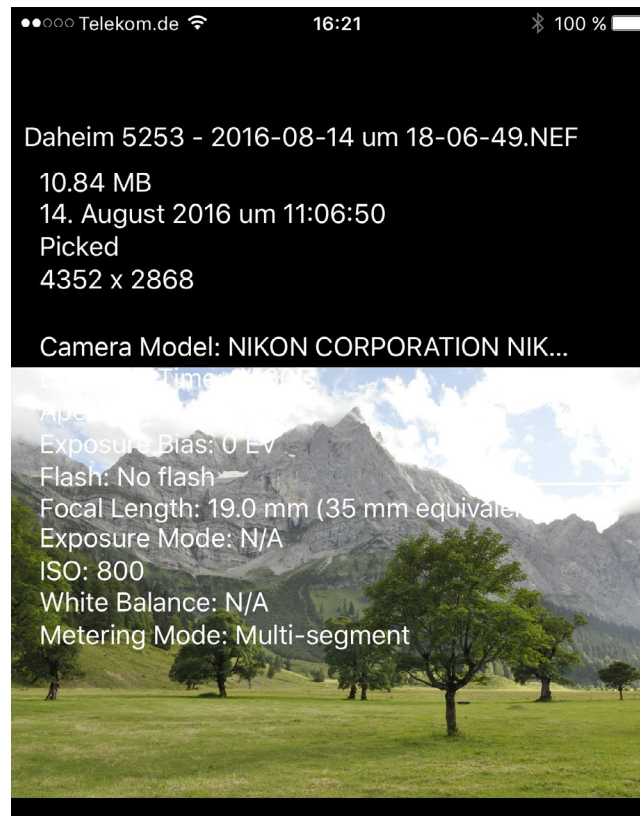 Telekom.de 16:21 100 %
Daheim 5253 - 2016-08-14 um 18-06-49.NEF
10.84 MB
14. August 2016 um 11:06:50
Picked
4352 x 2868
Camera Model: NIKON CORPORATION NIK...
Time:
Exposure Bias: 0 EV
Flash: No flash
Focal Length: 19.0 mm (35 mm
Exposure Mode: N/A
ISO: 800
White Balance: N/A
Metering Mode: Multi-segment